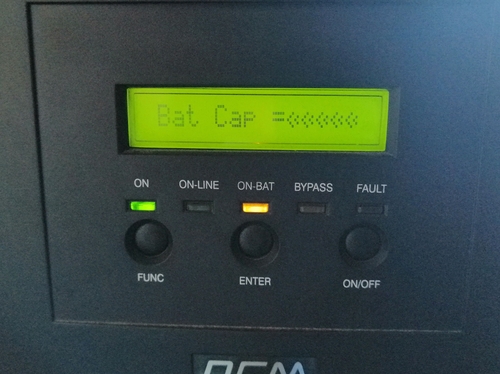 Bat Cap =«««««
ON ON-LINE ON-BAT BYPASS FAULT
FUNC ENTER ON/OFF